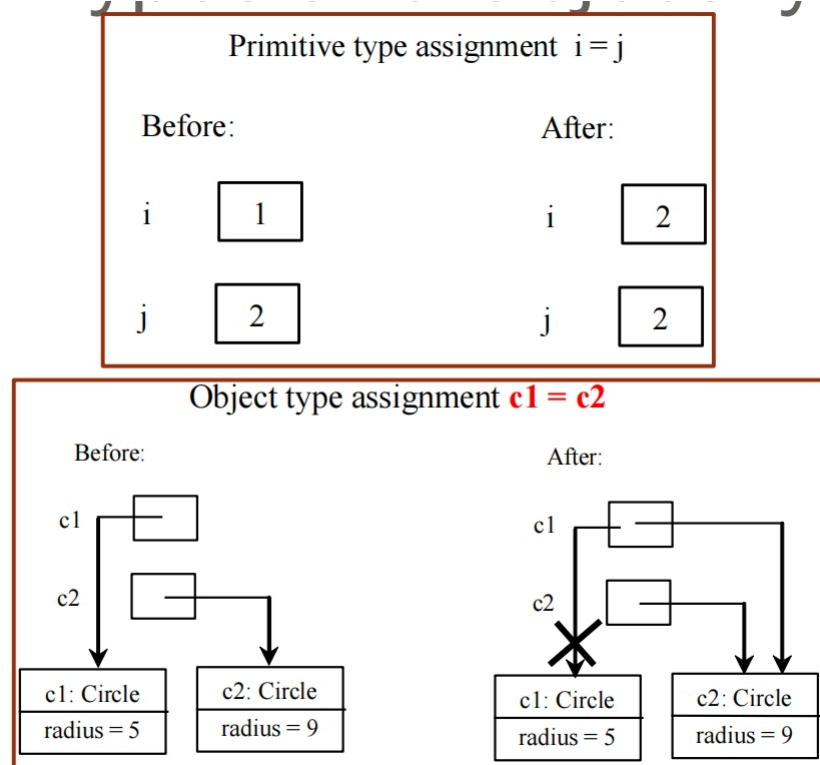 Primitive type assignment i = j
Before: After:
i 1 i 2
j 2 j 2
Object type assignment c1 = c2
Before: After:
c1 c1
c2 c2
c1: Circle c2: Circle c1: Circle c2: Circle
radius = 5 radius = 9 radius = 5 radius = 9